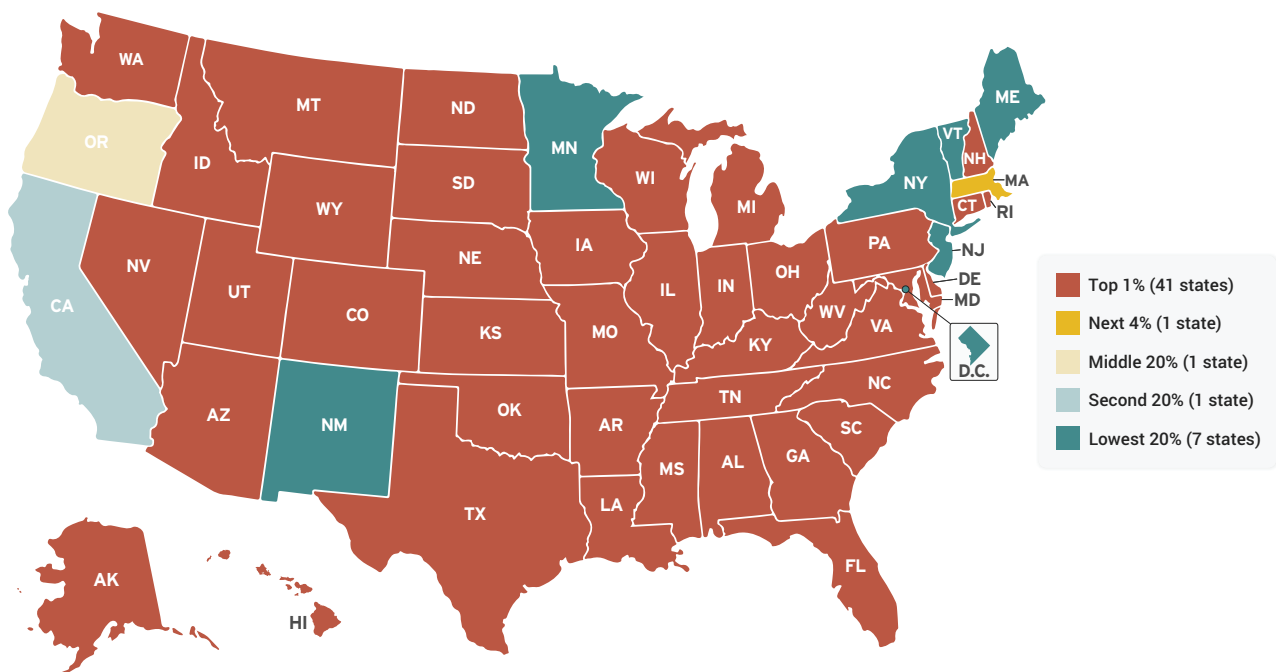 WA
MT
ND
MN
ME
VT
NH
OR
ID
SD
WI
NY
MA
WY
MI
CT
RI
NE
IA
PA
NJ
NV
UT
CO
IL
IN
OH
DE
MD
CA
KS
MO
WV
VA
KY
D.C.
NC
TN
AZ
NM
OK
AR
SC
MS
AL
GA
LA
TX
FL
AK
HI
Top 1% (41 states)
Next 4% (1 state)
Middle 20% (1 state)
Second 20% (1 state)
Lowest 20% (7 states)